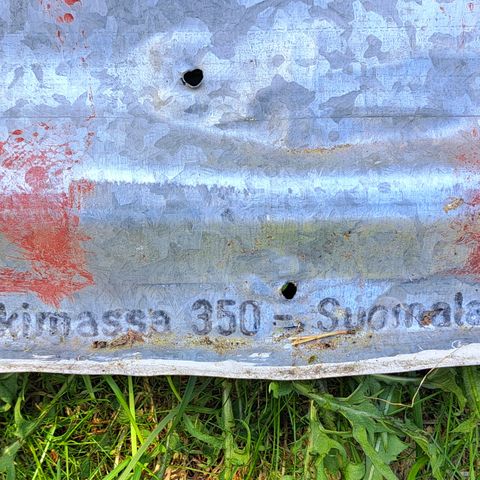 kimassa 350 = Suomala